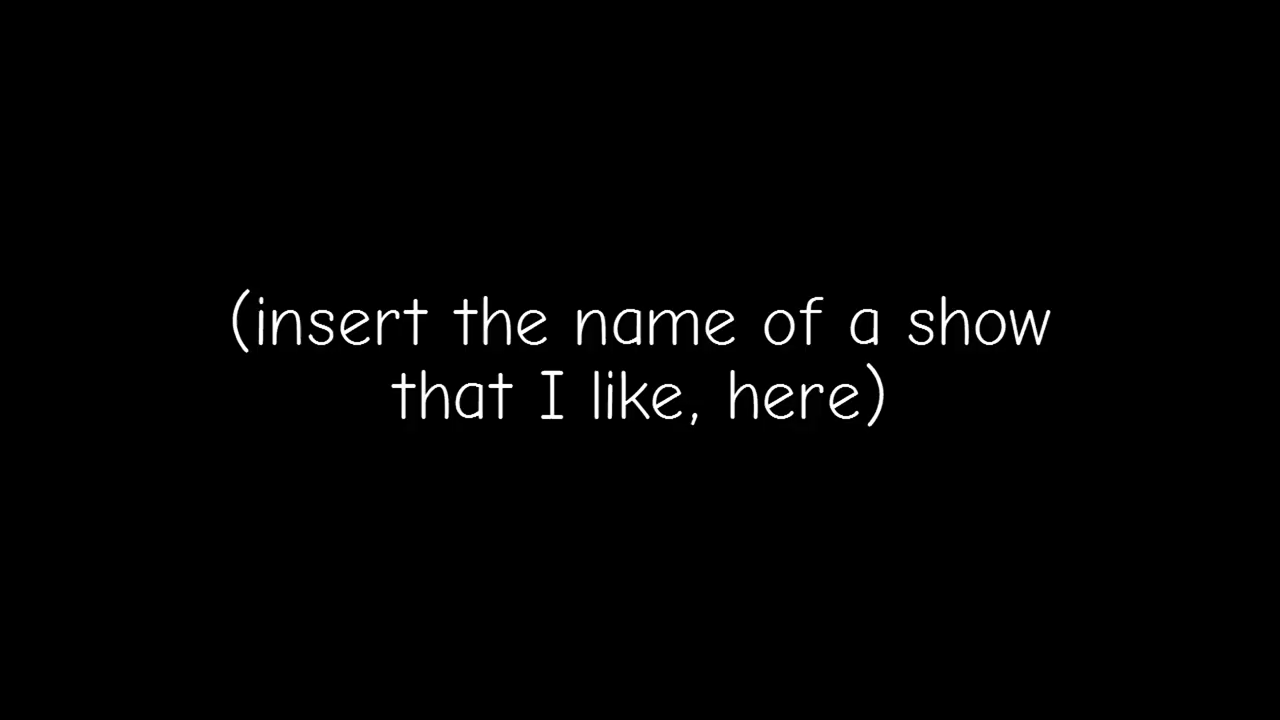 (insert the name of a show
that I like, here)